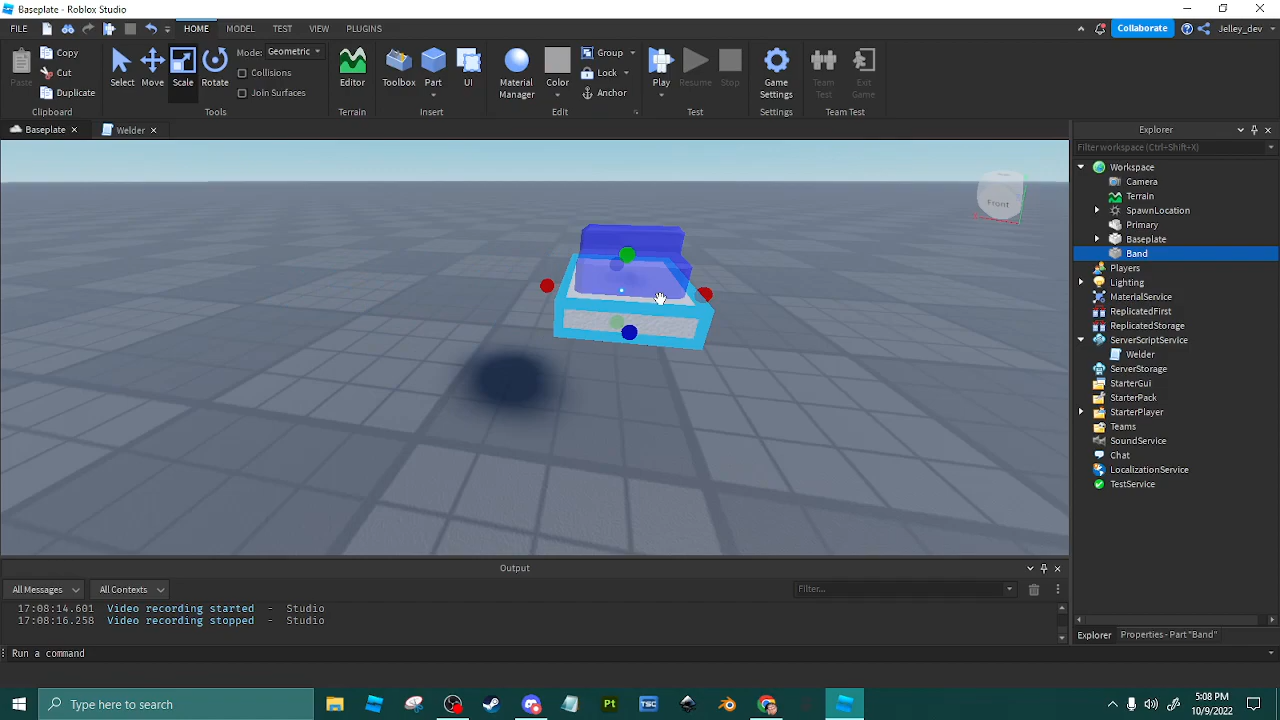 Baseplate - Roblox Studio
FILE HOME MODEL TEST VIEW PLUGINS Collaborate Jelley_dev
Paste Copy Cut Duplicate Clipboard
Select Move Scale Rotate Mode: Geometric Collisions Join Surfaces Tools
Editor Terrain
Toolbox Part UI Insert
Material Manager Color Group Lock Anchor Edit
Play Resume Stop Test
Game Settings Settings
Team Test Exit Game Team Test
Baseplate Welder
Front
Explorer
Filter workspace (Ctrl+Shift+X)
Workspace
Camera
Terrain
SpawnLocation
Primary
Baseplate
Band
Players
Lighting
MaterialService
ReplicatedFirst
ReplicatedStorage
ServerScriptService
Welder
ServerStorage
StarterGui
StarterPack
StarterPlayer
Teams
SoundService
Chat
LocalizationService
TestService
Explorer Properties - Part "Band"
Output
All Messages All Contexts Filter...
17:08:14.601 Video recording started - Studio
17:08:16.258 Video recording stopped - Studio
Run a command
Type here to search
Pt TSC
5:08 PM
10/9/2022